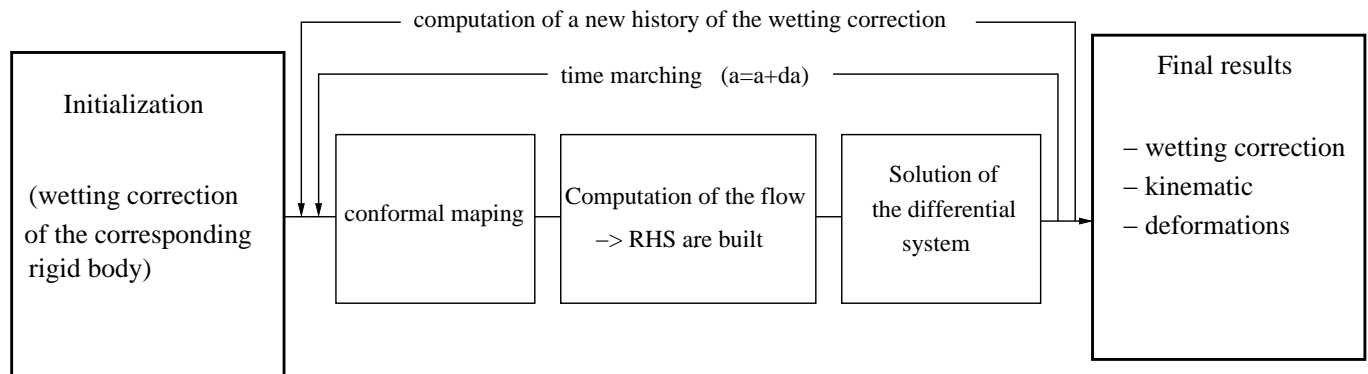 computation of a new history of the wetting correction
time marching (a=a+da)
Initialization
(wetting correction
of the corresponding
rigid body)
conformal maping
Computation of the flow
−> RHS are built
Solution of
the differential
system
Final results
− wetting correction
− kinematic
− deformations